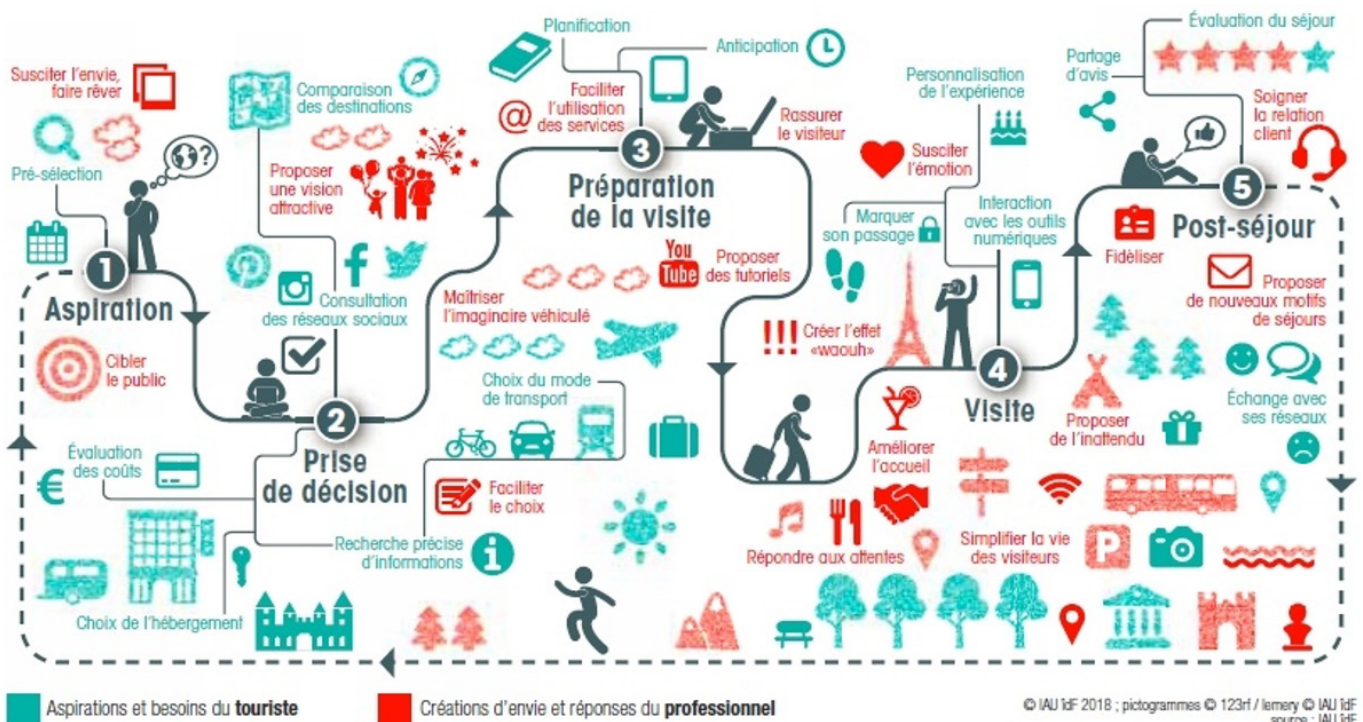 Susciter l'envie,
faire rêver
Pré-sélection
?
1
Aspiration
Cibler
le public
Comparaison
des destinations
Proposer
une vision
attractive
Consultation
des réseaux sociaux
2
Prise
de décision
Évaluation
des coûts
€
Choix de l'hébergement
Recherche précise
d'informations
i
Faciliter
le choix
Choix du mode
de transport
Maîtriser
l'imaginaire véhiculé
Planification
Anticipation
@
Faciliter
l'utilisation
des services
Rassurer
le visiteur
3
Préparation
de la visite
You
Tube
Proposer
des tutoriels
!!! Créer l'effet
«waouh»
Personnalisation
de l'expérience
Susciter
l'émotion
Marquer
son passage
Interaction
avec les outils
numériques
4
Visite
Améliorer
l'accueil
Répondre aux attentes
Simplifier la vie
des visiteurs
P
Proposer
de l'inattendu
Évaluation du séjour
Partage
d'avis
Soigner
la relation
client
5
Post-séjour
Fidéliser
Proposer
de nouveaux motifs
de séjours
Échange avec
ses réseaux
Aspirations et besoins du touriste
Créations d'envie et réponses du professionnel
© IAU îdF 2018 ; pictogrammes © 123rf / lemery © IAU îdF
source : IAU îdF